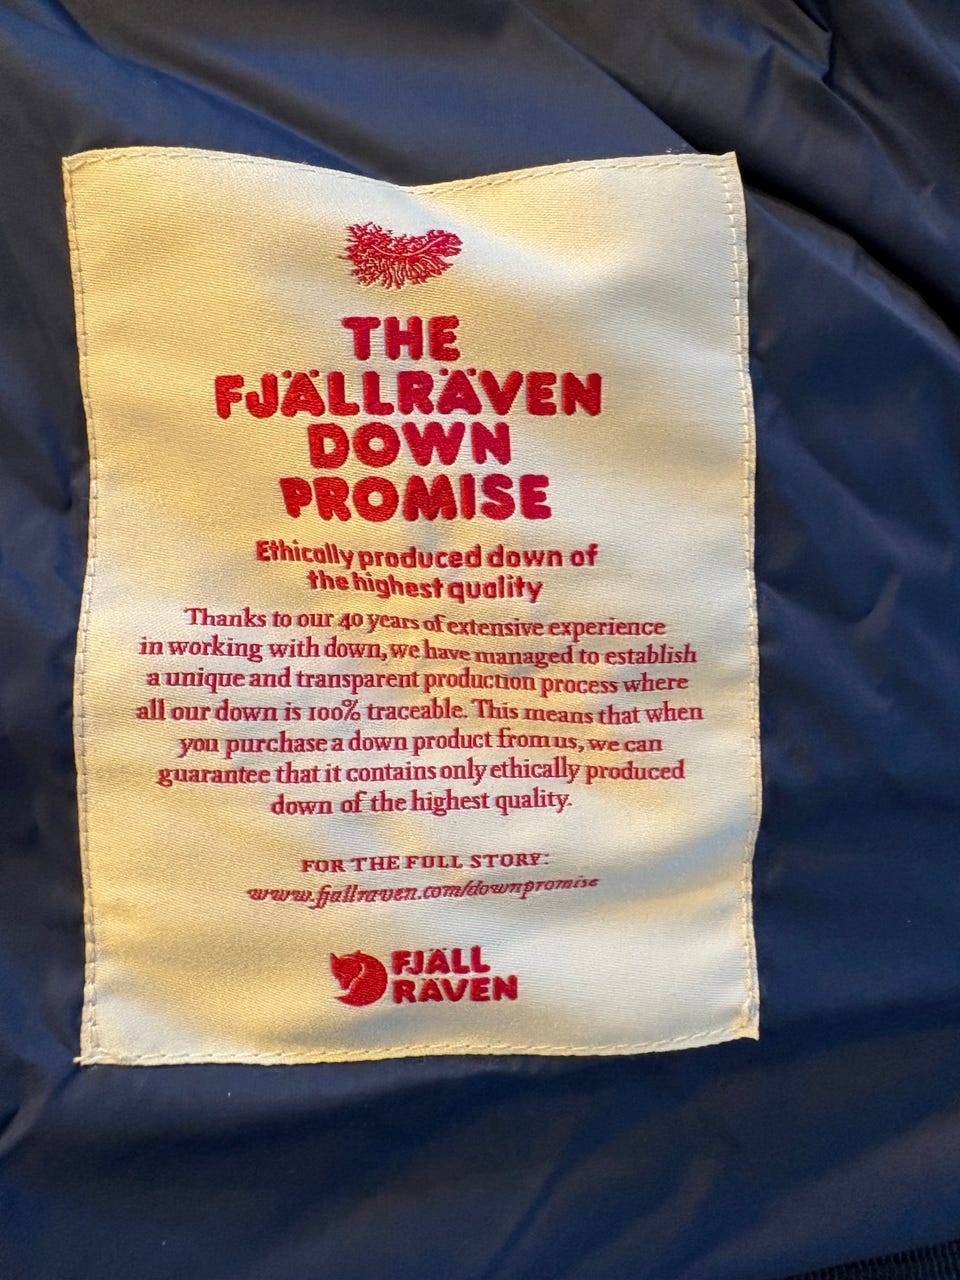 THE
FJÄLLRÄVEN
DOWN
PROMISE
Ethically produced down of
the highest quality
Thanks to our 40 years of extensive experience
in working with down, we have managed to establish
a unique and transparent production process where
all our down is 100% traceable. This means that when
you purchase a down product from us, we can
guarantee that it contains only ethically produced
down of the highest quality.
FOR THE FULL STORY:
www.fjallraven.com/downpromise
FJÄLL
RÄVEN